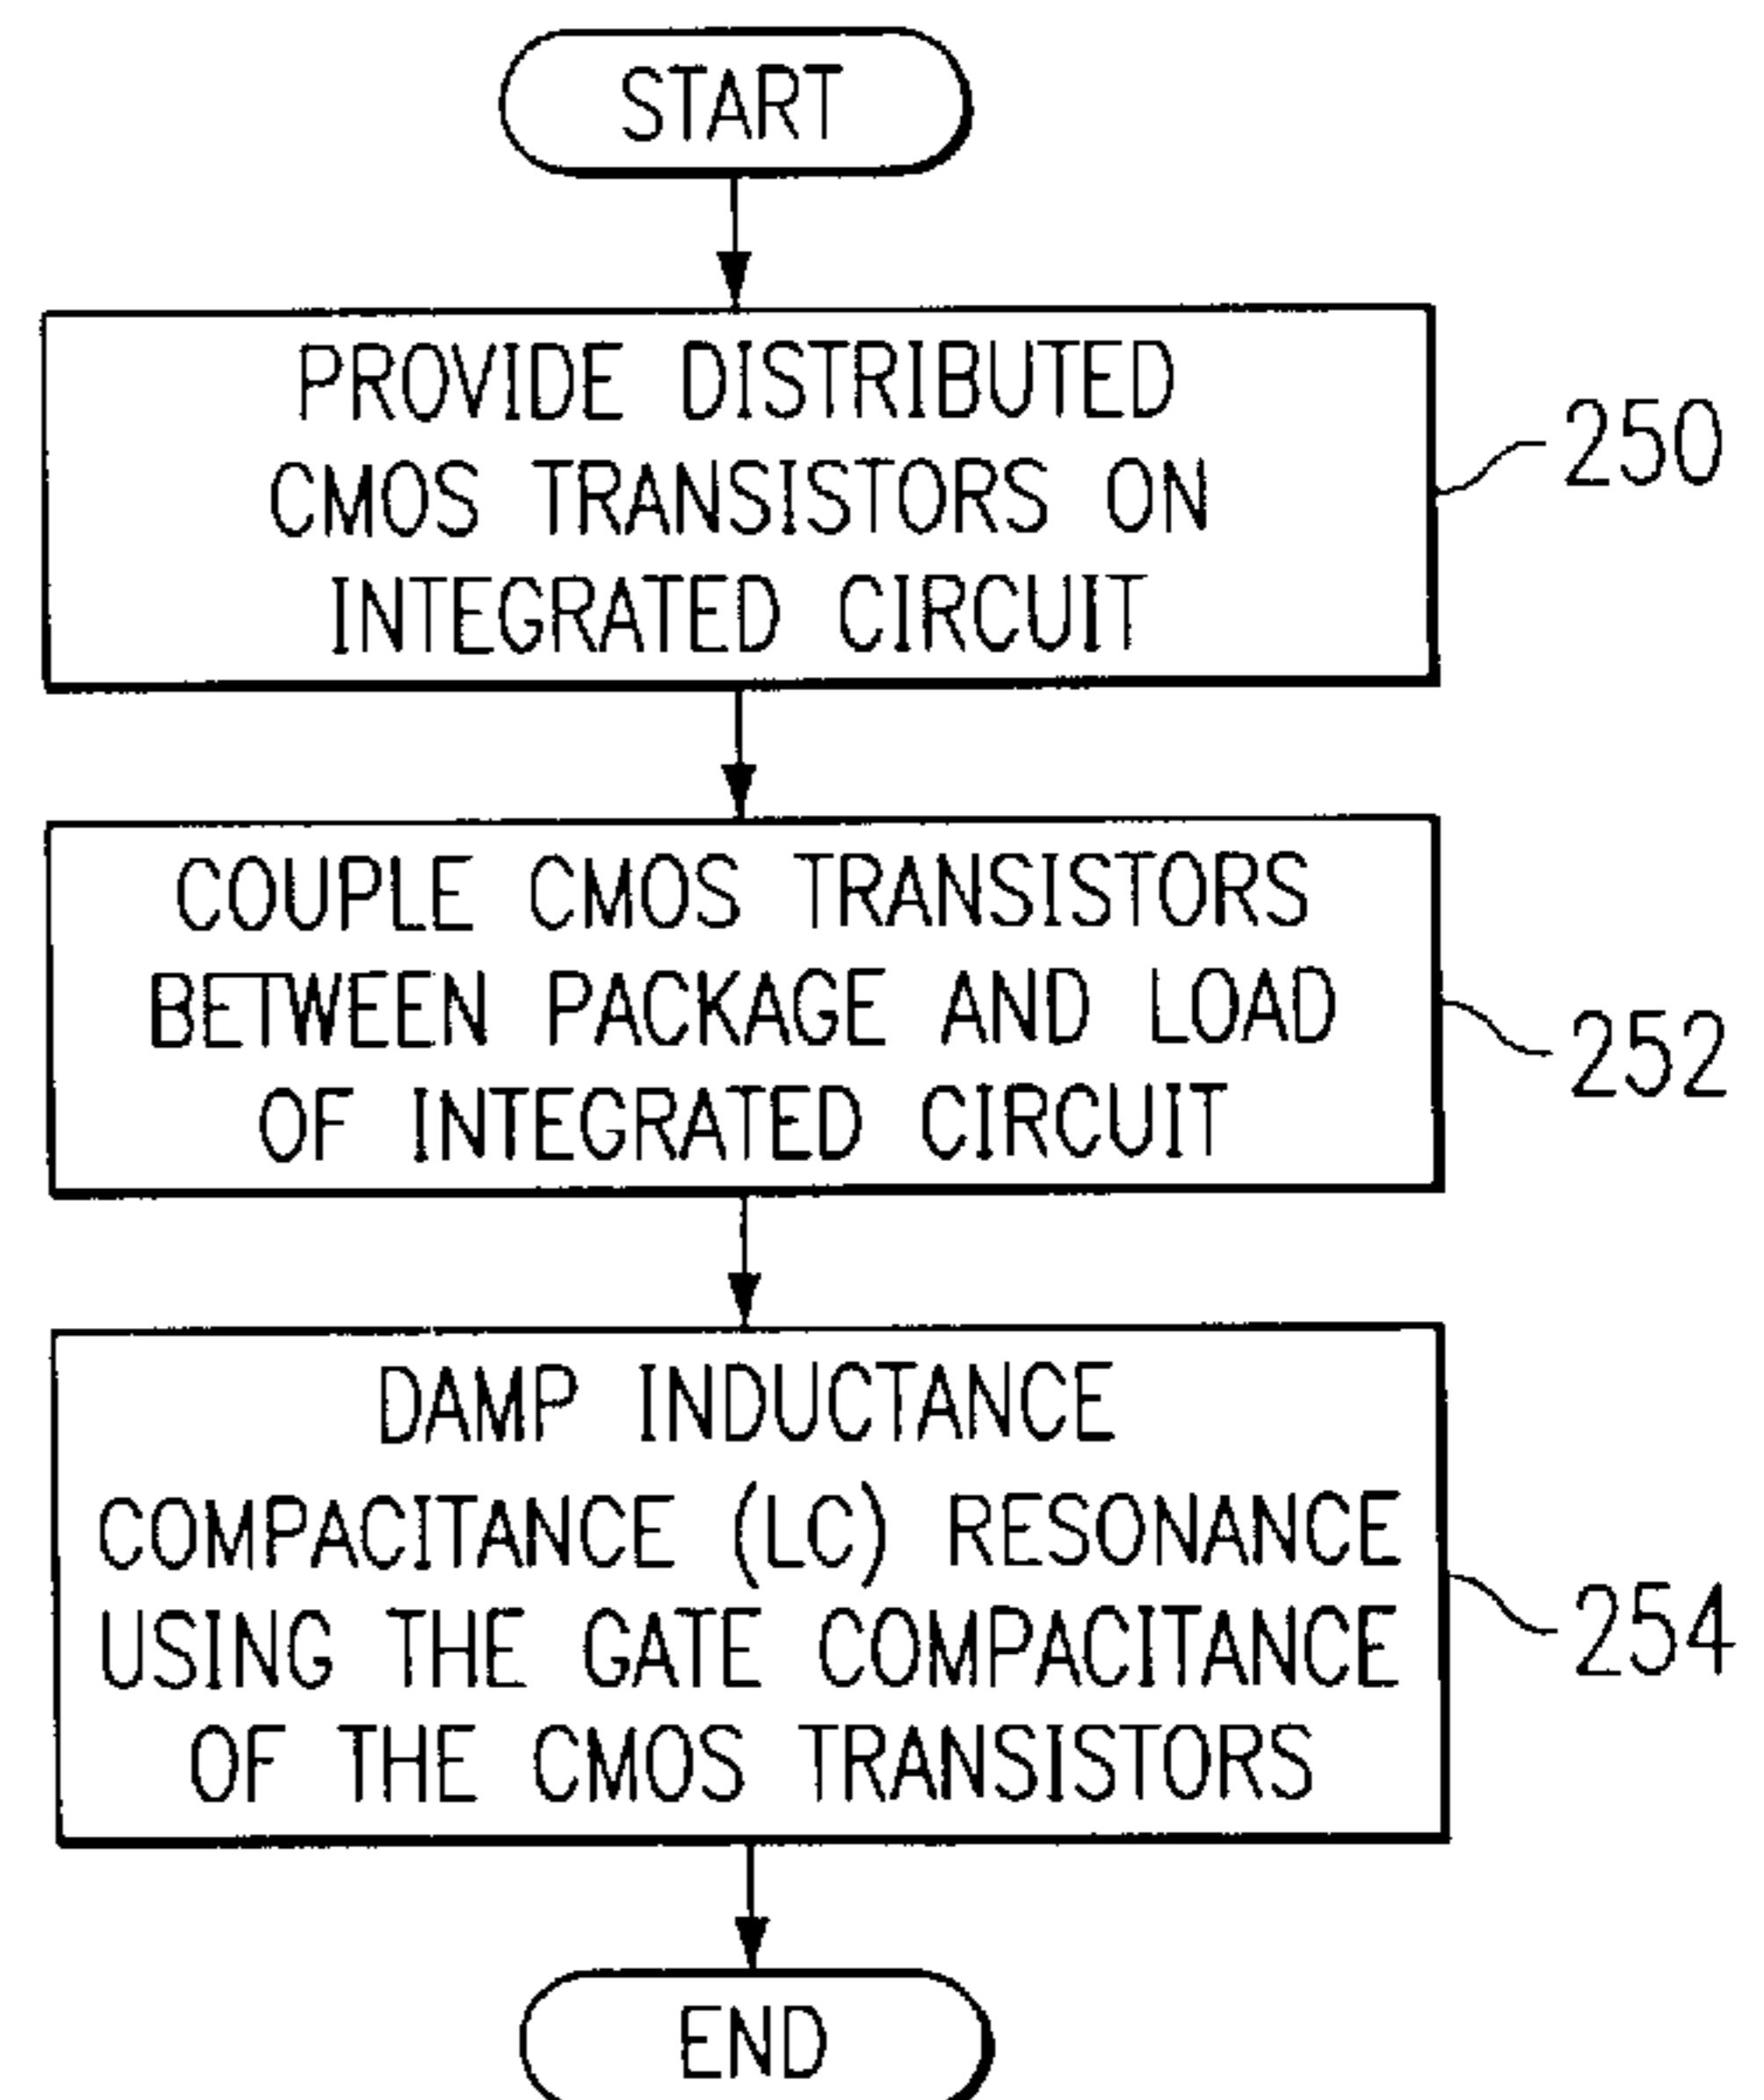 START
PROVIDE DISTRIBUTED
CMOS TRANSISTORS ON
INTEGRATED CIRCUIT
250
COUPLE CMOS TRANSISTORS
BETWEEN PACKAGE AND LOAD
OF INTEGRATED CIRCUIT
252
DAMP INDUCTANCE
COMPACITANCE (LC) RESONANCE
USING THE GATE COMPACITANCE
OF THE CMOS TRANSISTORS
254
END